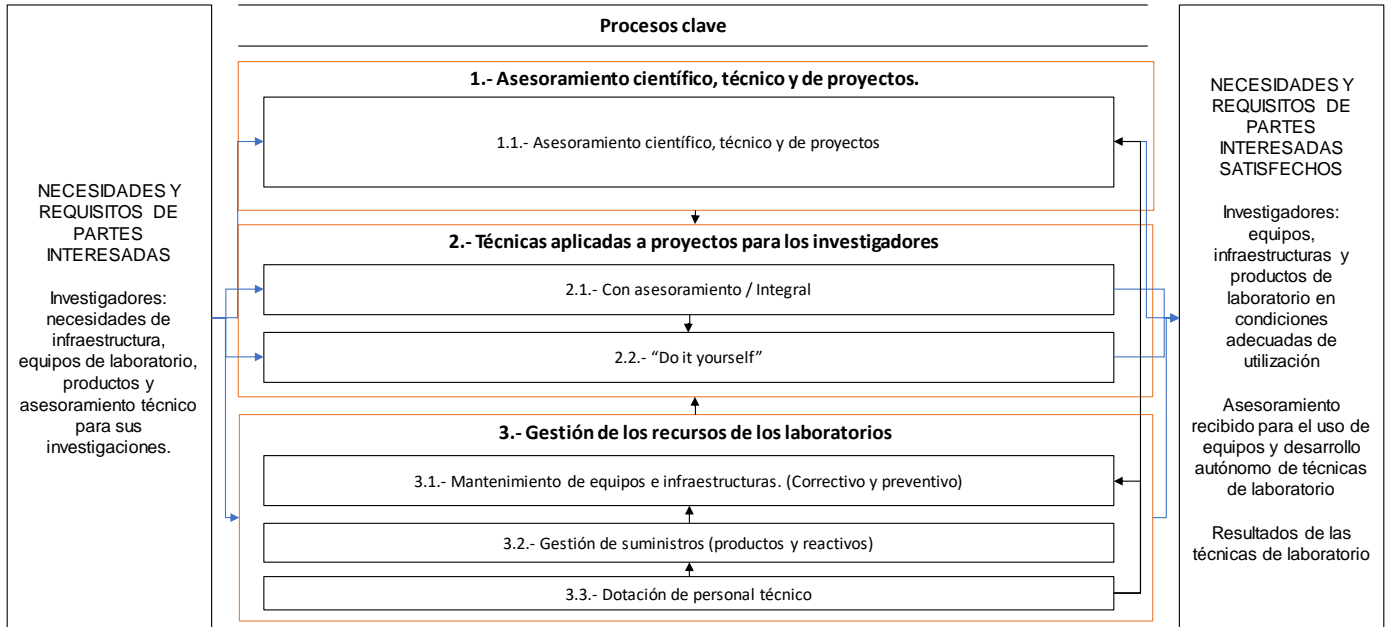 NECESIDADES Y
REQUISITOS DE
PARTES
INTERESADAS
Investigadores:
necesidades de
infraestructura,
equipos de laboratorio,
productos y
asesoramiento técnico
para sus
investigaciones.
Procesos clave
1.- Asesoramiento científico, técnico y de proyectos.
1.1.- Asesoramiento científico, técnico y de proyectos
2.- Técnicas aplicadas a proyectos para los investigadores
2.1.- Con asesoramiento / Integral
2.2.- “Do it yourself”
3.- Gestión de los recursos de los laboratorios
3.1.- Mantenimiento de equipos e infraestructuras. (Correctivo y preventivo)
3.2.- Gestión de suministros (productos y reactivos)
3.3.- Dotación de personal técnico
NECESIDADES Y
REQUISITOS DE
PARTES
INTERESADAS
SATISFECHOS
Investigadores:
equipos,
infraestructuras y
productos de
laboratorio en
condiciones
adecuadas de
utilización
Asesoramiento
recibido para el uso de
equipos y desarrollo
autónomo de técnicas
de laboratorio
Resultados de las
técnicas de laboratorio